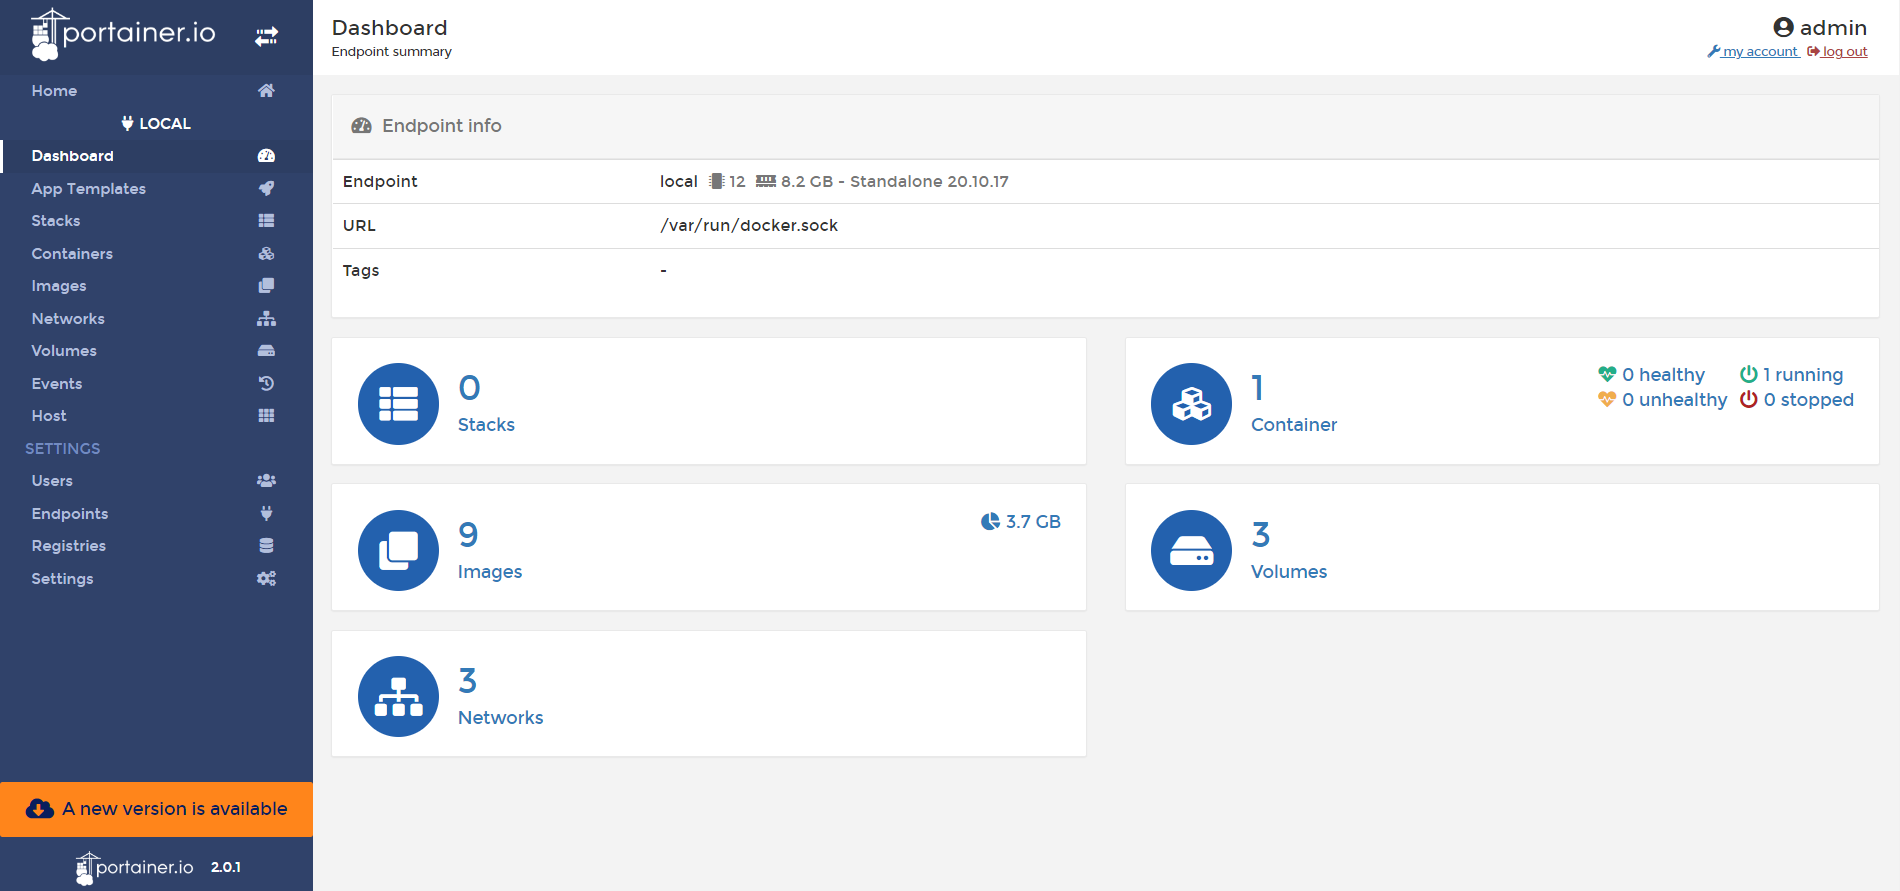 portainer.io
Home
LOCAL
Dashboard
App Templates
Stacks
Containers
Images
Networks
Volumes
Events
Host
SETTINGS
Users
Endpoints
Registries
Settings
A new version is available
portainer.io 2.0.1
Dashboard
Endpoint summary
admin
my account log out
Endpoint info
Endpoint local 12 8.2 GB - Standalone 20.10.17
URL /var/run/docker.sock
Tags -
0
Stacks
1
Container
0 healthy 1 running
0 unhealthy 0 stopped
9
Images
3.7 GB
3
Volumes
3
Networks